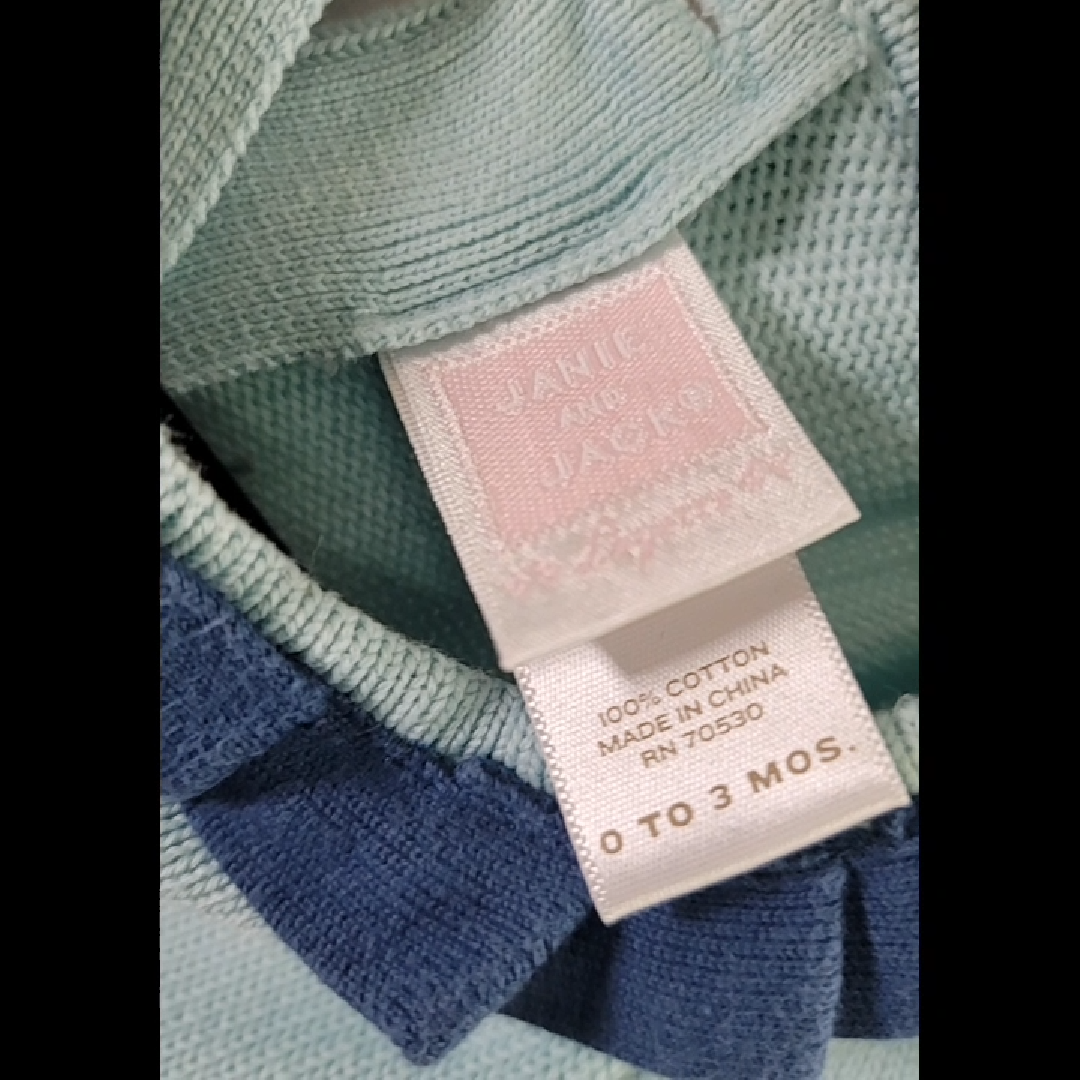 JANIE
AND
JACK®
100% COTTON
MADE IN CHINA
RN 70530
0 TO 3 MOS.